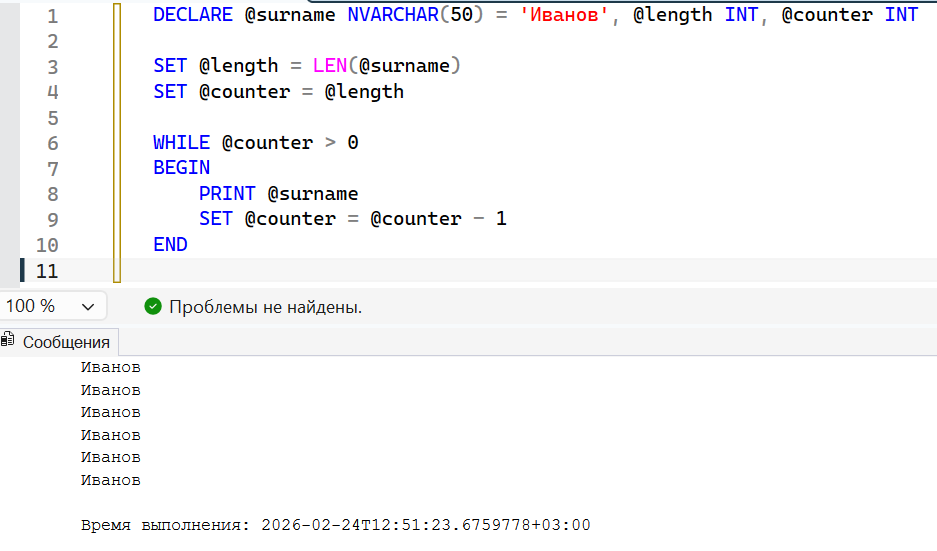 1 DECLARE @surname NVARCHAR(50) = 'Иванов', @length INT, @counter INT
2
3 SET @length = LEN(@surname)
4 SET @counter = @length
5
6 WHILE @counter > 0
7 BEGIN
8 PRINT @surname
9 SET @counter = @counter - 1
10 END
11
100 % Проблемы не найдены.
Сообщения
Иванов
Иванов
Иванов
Иванов
Иванов
Иванов
Время выполнения: 2026-02-24T12:51:23.6759778+03:00